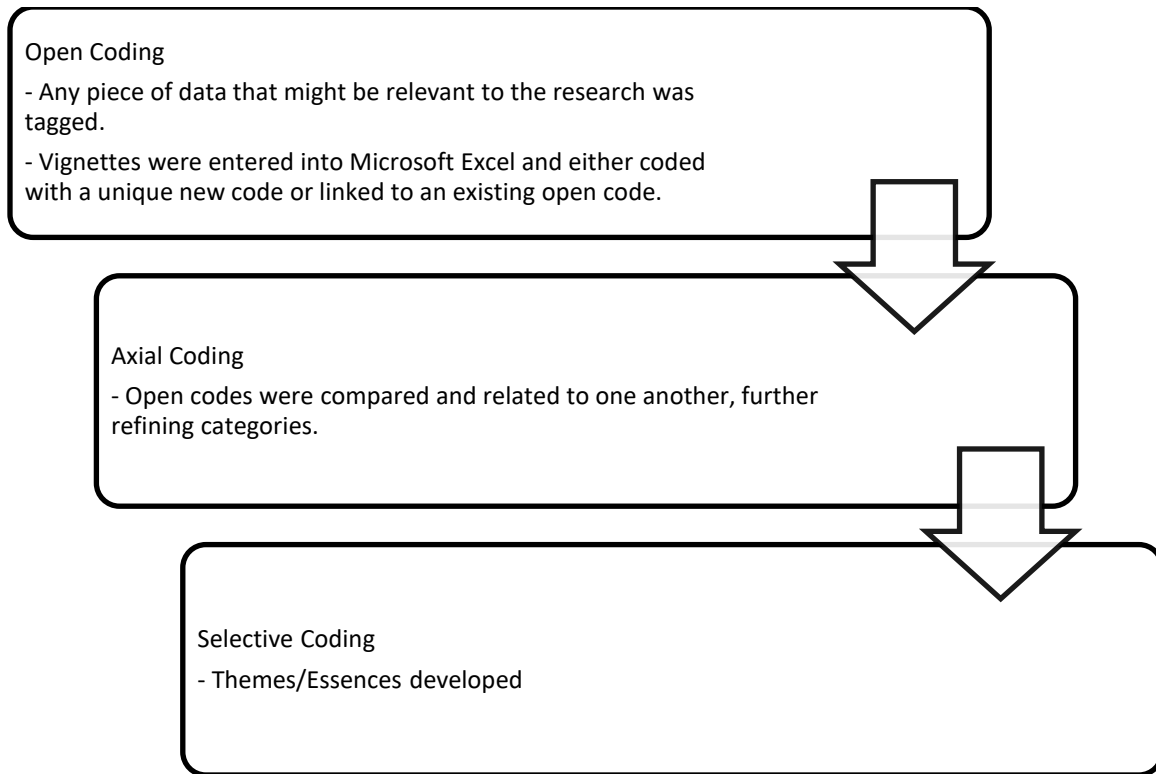 Open Coding
- Any piece of data that might be relevant to the research was
tagged.
- Vignettes were entered into Microsoft Excel and either coded
with a unique new code or linked to an existing open code.
Axial Coding
- Open codes were compared and related to one another, further
refining categories.
Selective Coding
- Themes/Essences developed